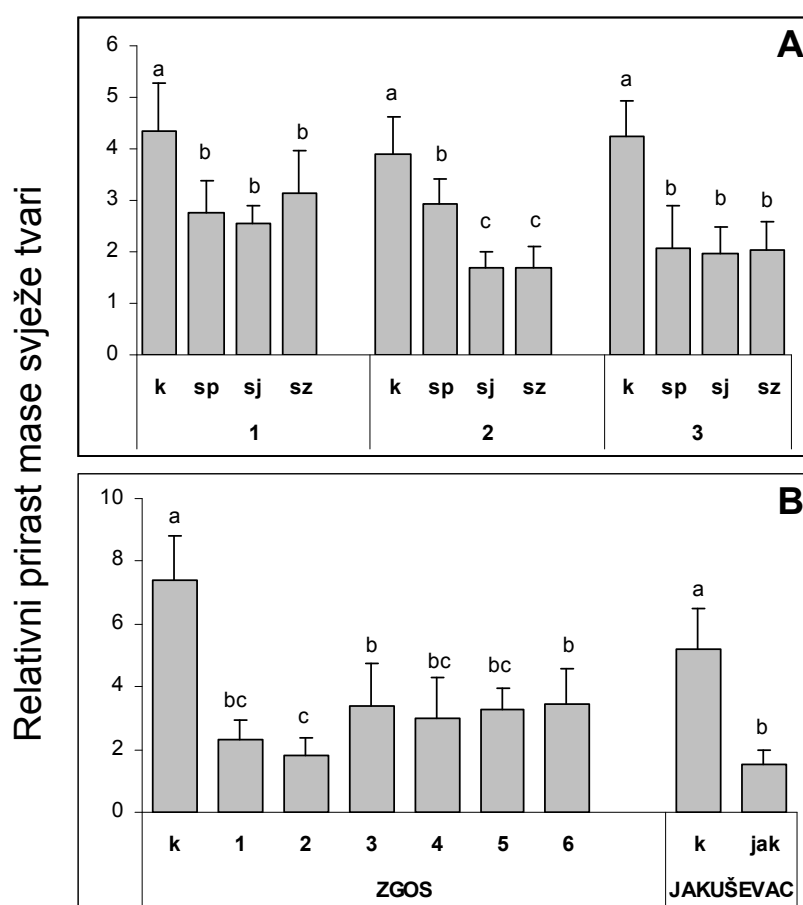 Relativni prirast mase svježe tvari
A
6
5
4
3
2
1
0
a b b b a b c c a b b b
k sp sj sz k sp sj sz k sp sj sz
1 2 3
B
10
8
6
4
2
0
a bc c b bc bc b a b
k 1 2 3 4 5 6 k jak
ZGOS JAKUŠEVAC